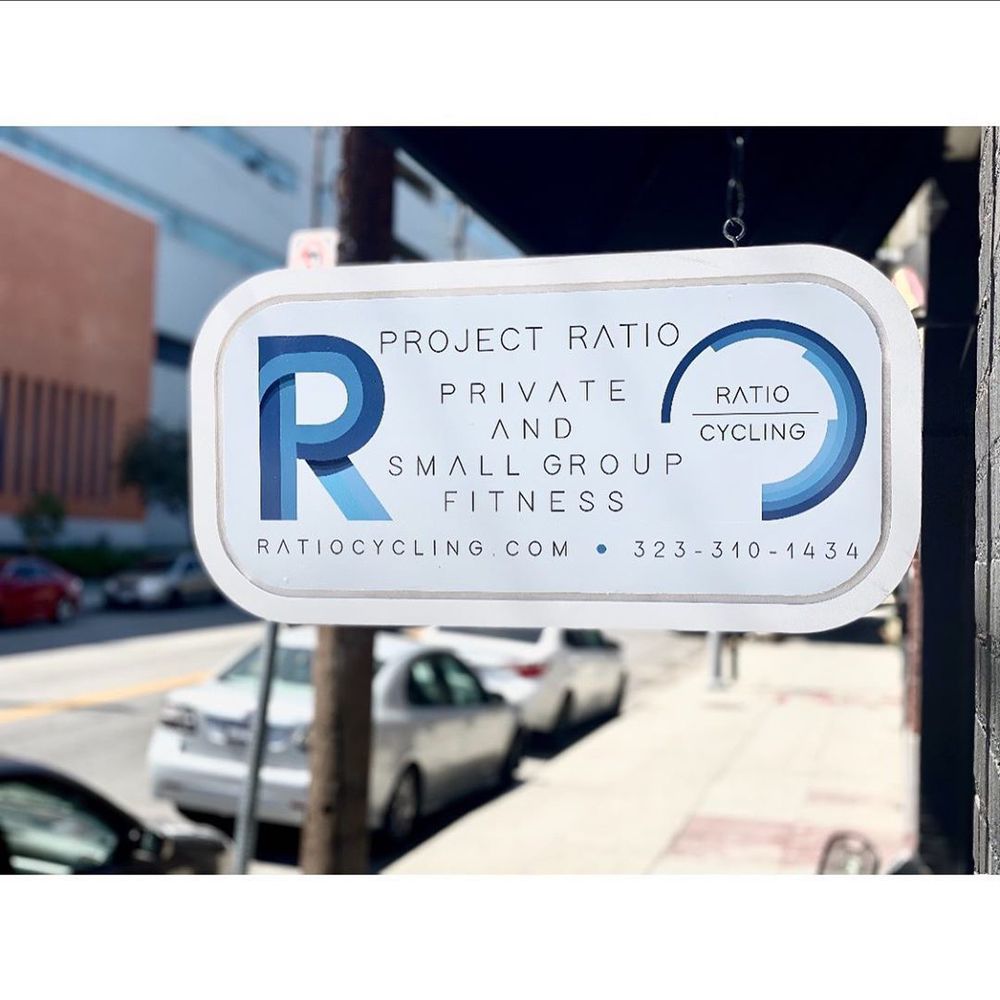 R
PROJECT RATIO
PRIVATE
AND
SMALL GROUP
FITNESS
RATIO
CYCLING
RATIOCYCLING.COM • 323-310-1434